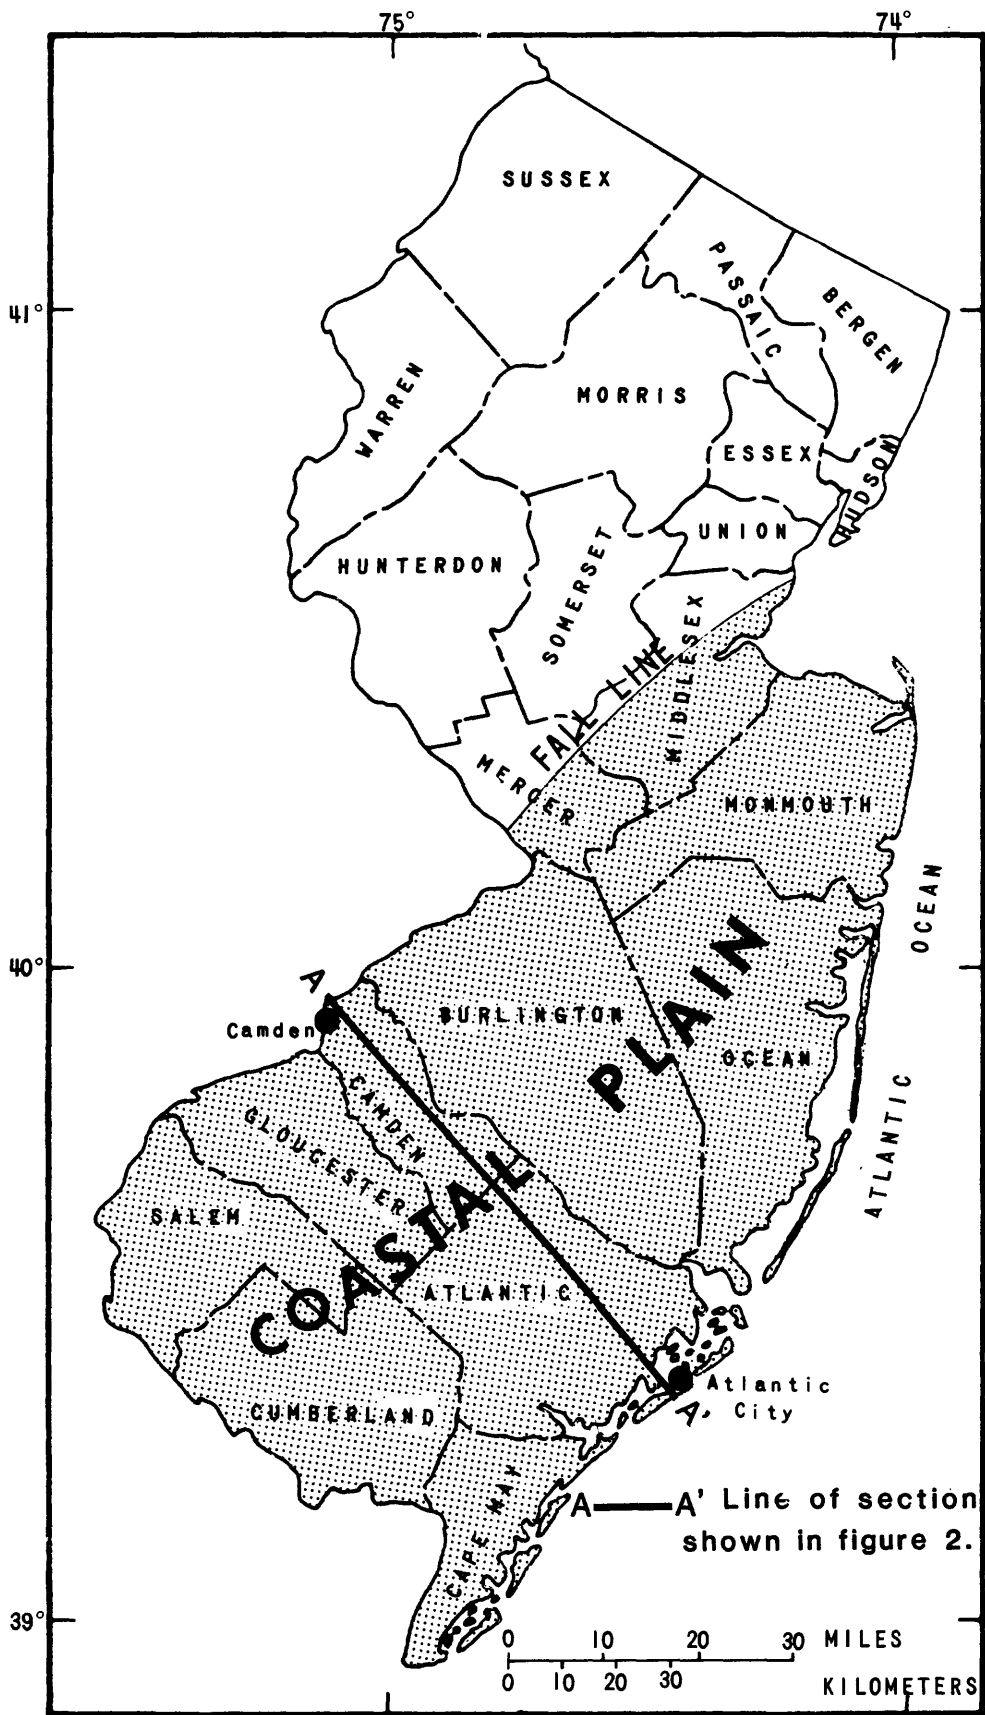 75°
74°
SUSSEX
PASSAIC
BERGEN
41°
WARREN
MORRIS
ESSEX
HUDSON
UNION
HUNTERDON
SOMERSET
MIDDLESEX
FALL LINE
MERCER
MONMOUTH
OCEAN
ATLANTIC
40°
A
Camden
BURLINGTON
OCEAN
COASTAL PLAIN
CAMDEN
GLOUCESTER
SALEM
ATLANTIC
Atlantic
City
A'
CUMBERLAND
CAPE MAY
A A' Line of section
shown in figure 2.
39°
0 10 20 30 MILES
0 10 20 30 KILOMETERS